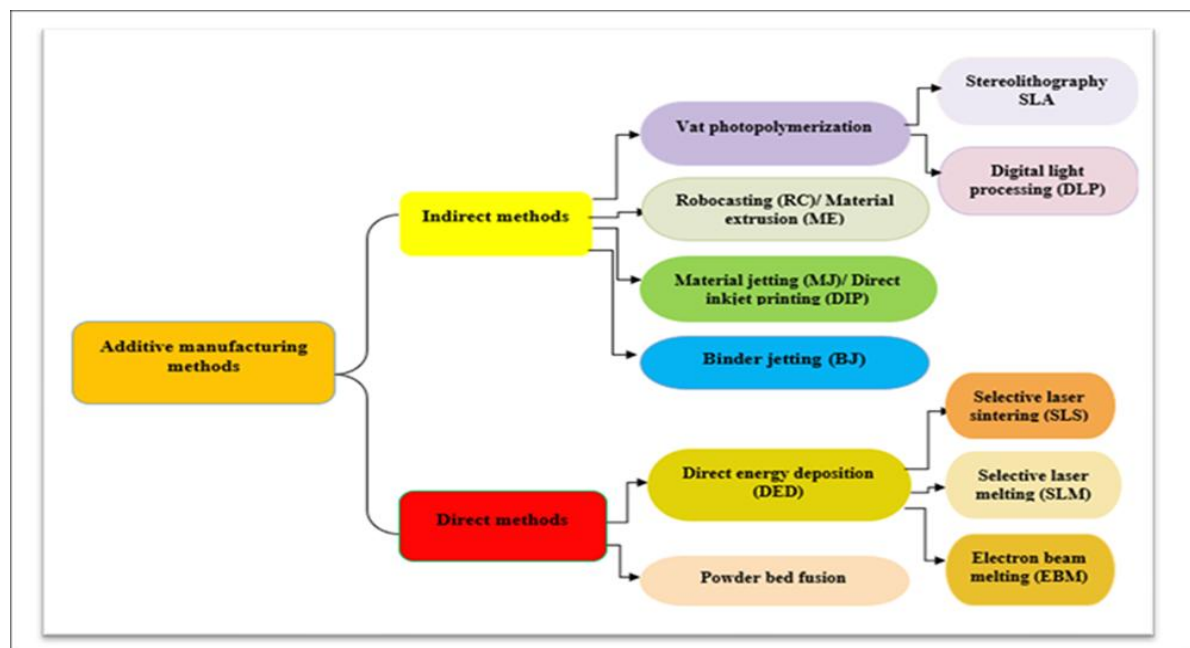 Stereolithography
SLA
Vat photopolymerization
Digital light
processing (DLP)
Robocasting (RC)/ Material
extrusion (ME)
Indirect methods
Material jetting (MJ)/ Direct
inkjet printing (DIP)
Additive manufacturing
methods
Binder jetting (BJ)
Selective laser
sintering (SLS)
Direct energy deposition
(DED)
Selective laser
melting (SLM)
Direct methods
Electron beam
melting (EBM)
Powder bed fusion